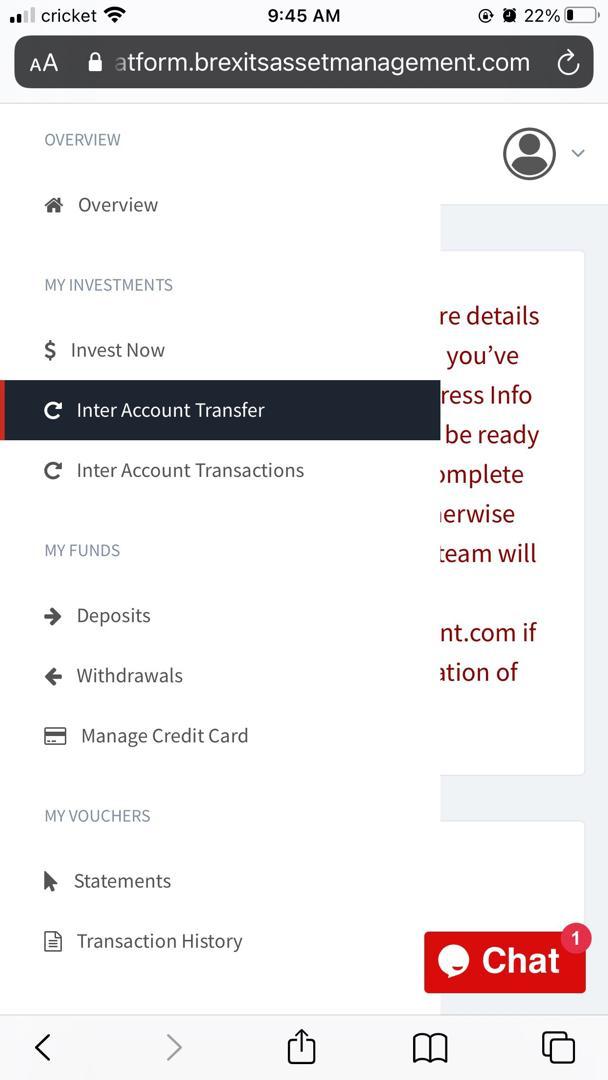 cricket 9:45 AM 22%
AA atform.brexitsassetmanagement.com
OVERVIEW
Overview
MY INVESTMENTS
Invest Now
Inter Account Transfer
Inter Account Transactions
MY FUNDS
Deposits
Withdrawals
Manage Credit Card
MY VOUCHERS
Statements
Transaction History
re details
you’ve
ress Info
be ready
omplete
erwise
team will
nt.com if
ation of
Chat 1